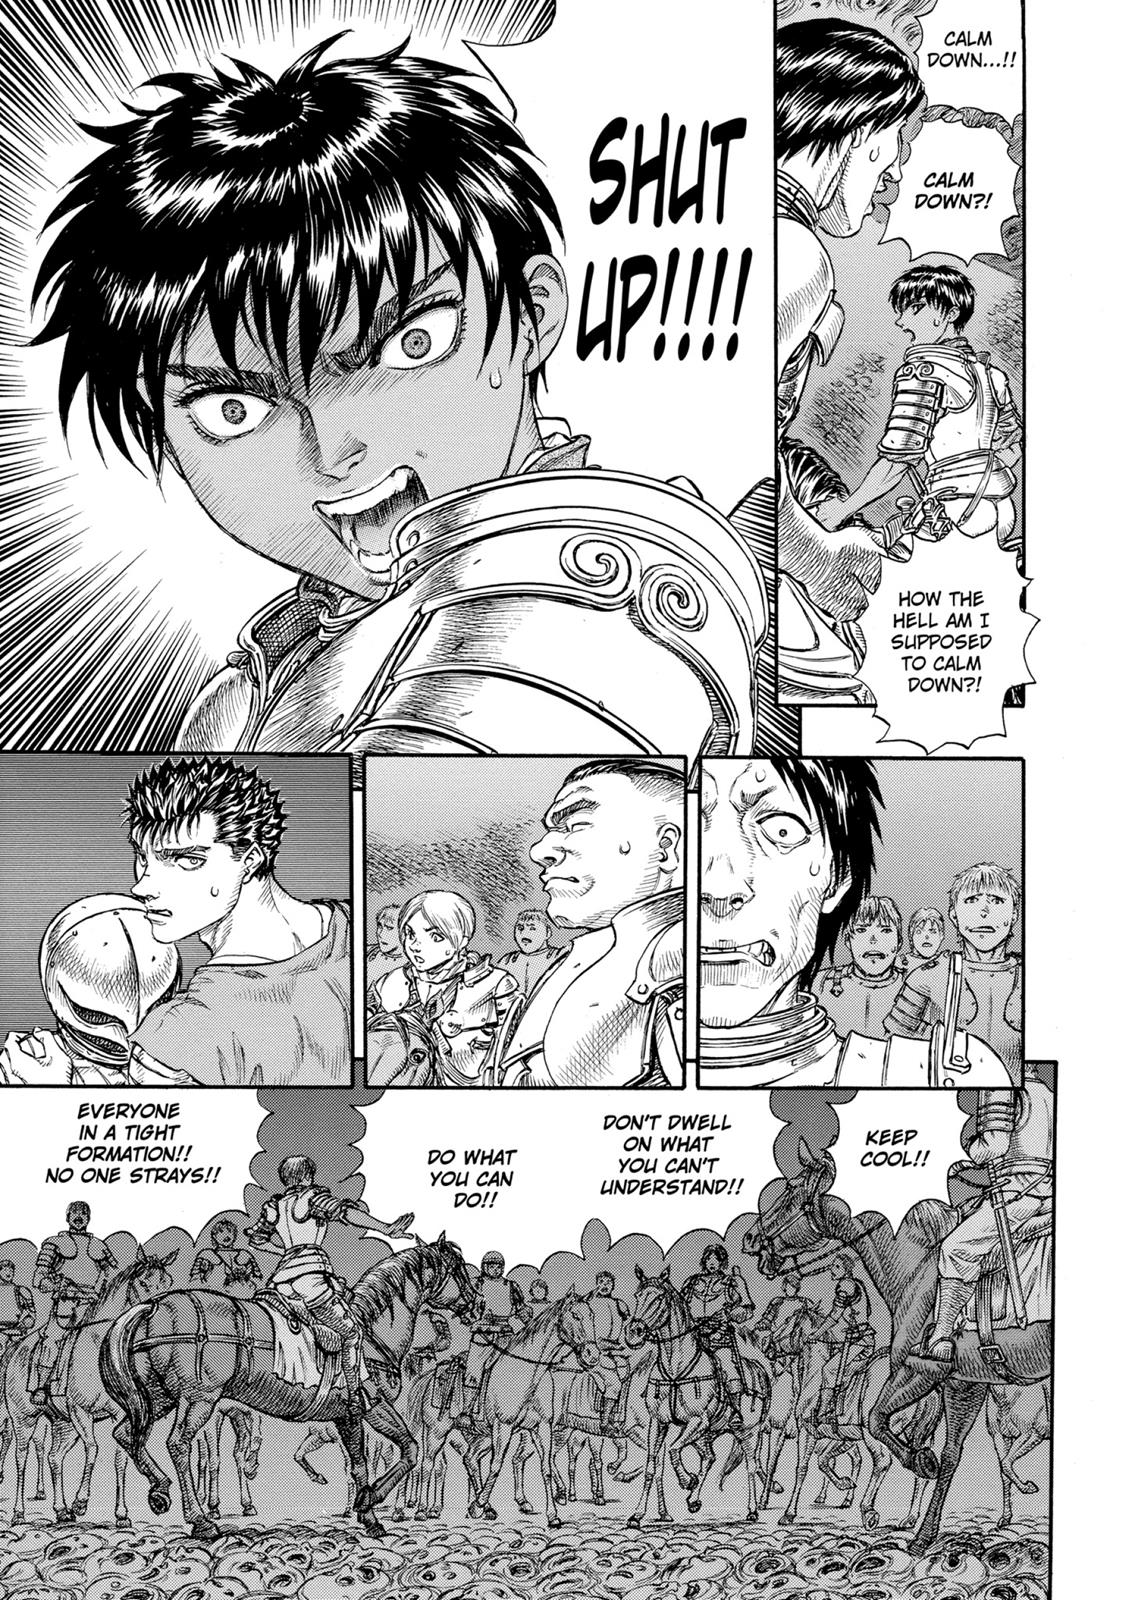 CALM
DOWN...!!
CALM
DOWN?!
HOW THE
HELL AM I
SUPPOSED
TO CALM
DOWN?!
SHUT
UP!!!!
KEEP
COOL!!
DON'T DWELL
ON WHAT
YOU CAN'T
UNDERSTAND!!
DO WHAT
YOU CAN
DO!!
EVERYONE
IN A TIGHT
FORMATION!!
NO ONE STRAYS!!